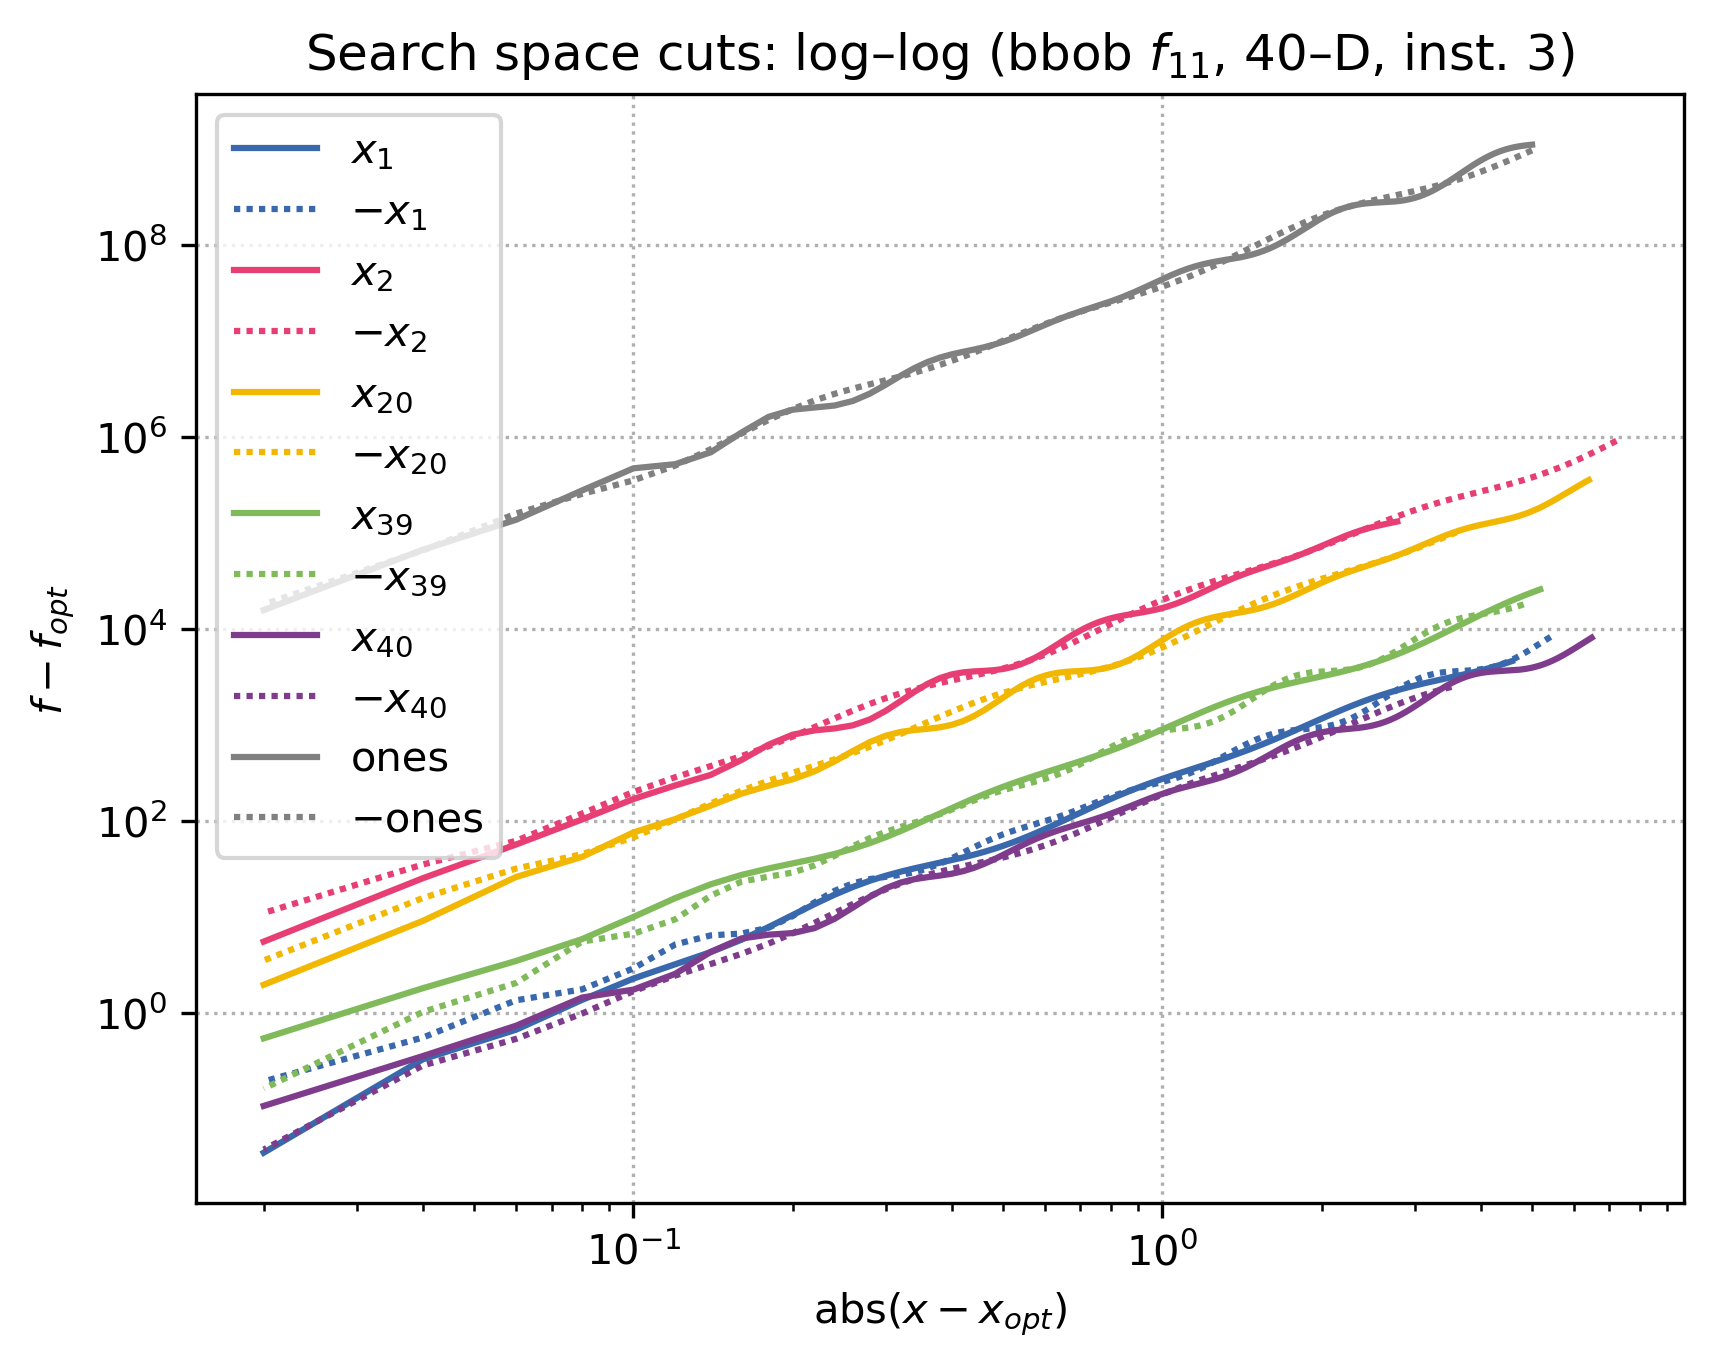 Search space cuts: log–log (bbob $f_{11}$, 40–D, inst. 3)
$x_1$
$-x_1$
$x_2$
$-x_2$
$x_{20}$
$-x_{20}$
$x_{39}$
$-x_{39}$
$x_{40}$
$-x_{40}$
ones
−ones
$10^8$
$10^6$
$10^4$
$10^2$
$10^0$
$f - f_{opt}$
$10^{-1}$ $10^0$
abs($x - x_{opt}$)